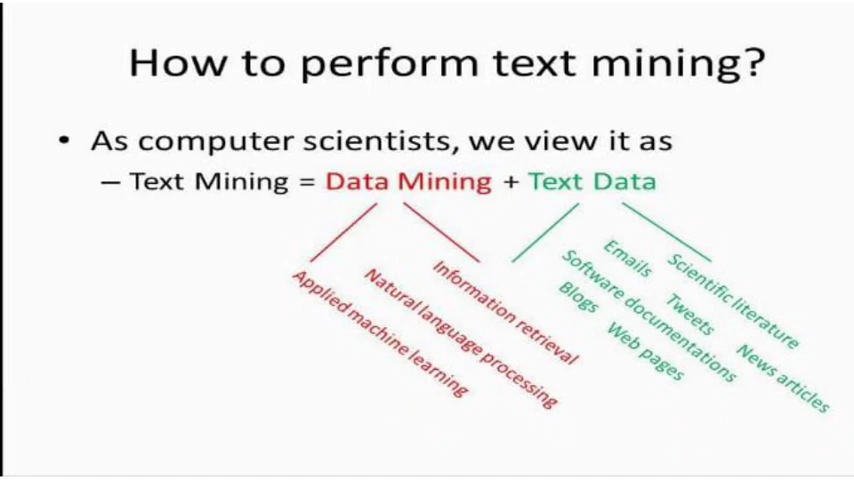 How to perform text mining?
• As computer scientists, we view it as
– Text Mining = Data Mining + Text Data
Applied machine learning
Natural language processing
Information retrieval
Blogs
Web pages
Software documentations
Emails
Tweets
News articles
Scientific literature